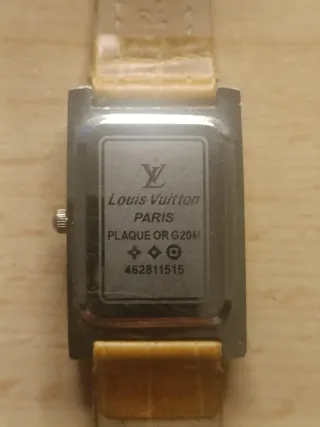 LV
Louis Vuitton
PARIS
PLAQUE OR G20M
462811515